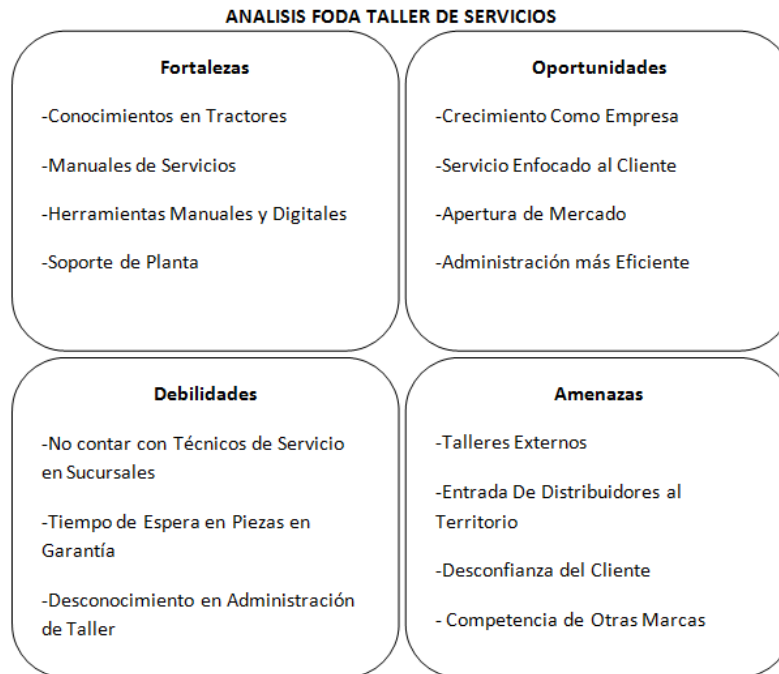 ANALISIS FODA TALLER DE SERVICIOS
Fortalezas
-Conocimientos en Tractores
-Manuales de Servicios
-Herramientas Manuales y Digitales
-Soporte de Planta
Oportunidades
-Crecimiento Como Empresa
-Servicio Enfocado al Cliente
-Apertura de Mercado
-Administración más Eficiente
Debilidades
-No contar con Técnicos de Servicio
en Sucursales
-Tiempo de Espera en Piezas en
Garantía
-Desconocimiento en Administración
de Taller
Amenazas
-Talleres Externos
-Entrada De Distribuidores al
Territorio
-Desconfianza del Cliente
- Competencia de Otras Marcas